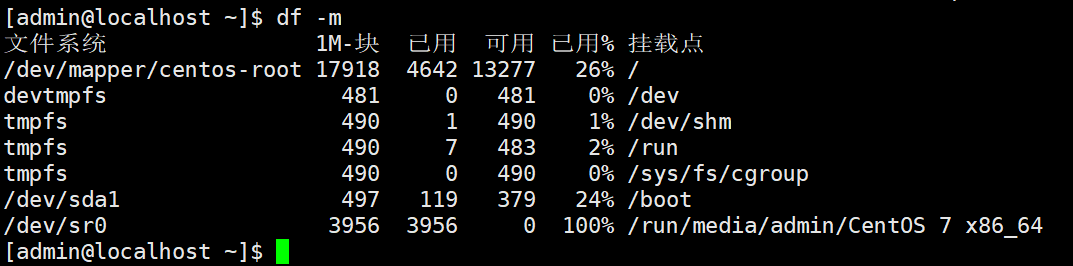 [admin@localhost ~]$ df -m
文件系统                1M-块  已用  可用 已用% 挂载点
/dev/mapper/centos-root 17918  4642 13277   26% /
devtmpfs                  481     0   481    0% /dev
tmpfs                     490     1   490    1% /dev/shm
tmpfs                     490     7   483    2% /run
tmpfs                     490     0   490    0% /sys/fs/cgroup
/dev/sda1                 497   119   379   24% /boot
/dev/sr0                 3956  3956     0  100% /run/media/admin/CentOS 7 x86_64
[admin@localhost ~]$